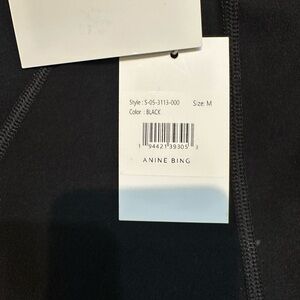 Style : S-05-3113-000 Size: M
Color : BLACK
1 94421 39305 3
ANINE BING